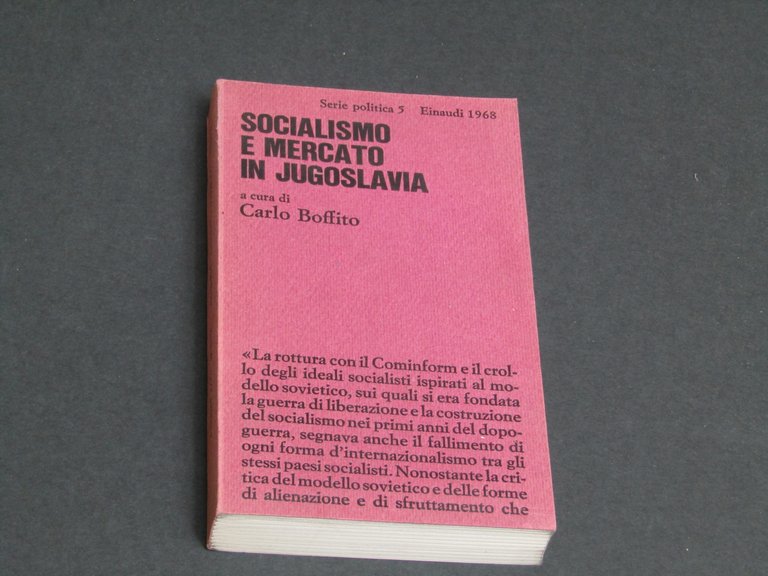 Serie politica 5 Einaudi 1968
SOCIALISMO
E MERCATO
IN JUGOSLAVIA
a cura di
Carlo Boffito
«La rottura con il Cominform e il crol-
lo degli ideali socialisti ispirati al mo-
dello sovietico, sui quali si era fondata
la guerra di liberazione e la costruzione
del socialismo nei primi anni del dopo-
guerra, segnava anche il fallimento di
ogni forma d'internazionalismo tra gli
stessi paesi socialisti. Nonostante la cri-
tica del modello sovietico e delle forme
di alienazione e di sfruttamento che